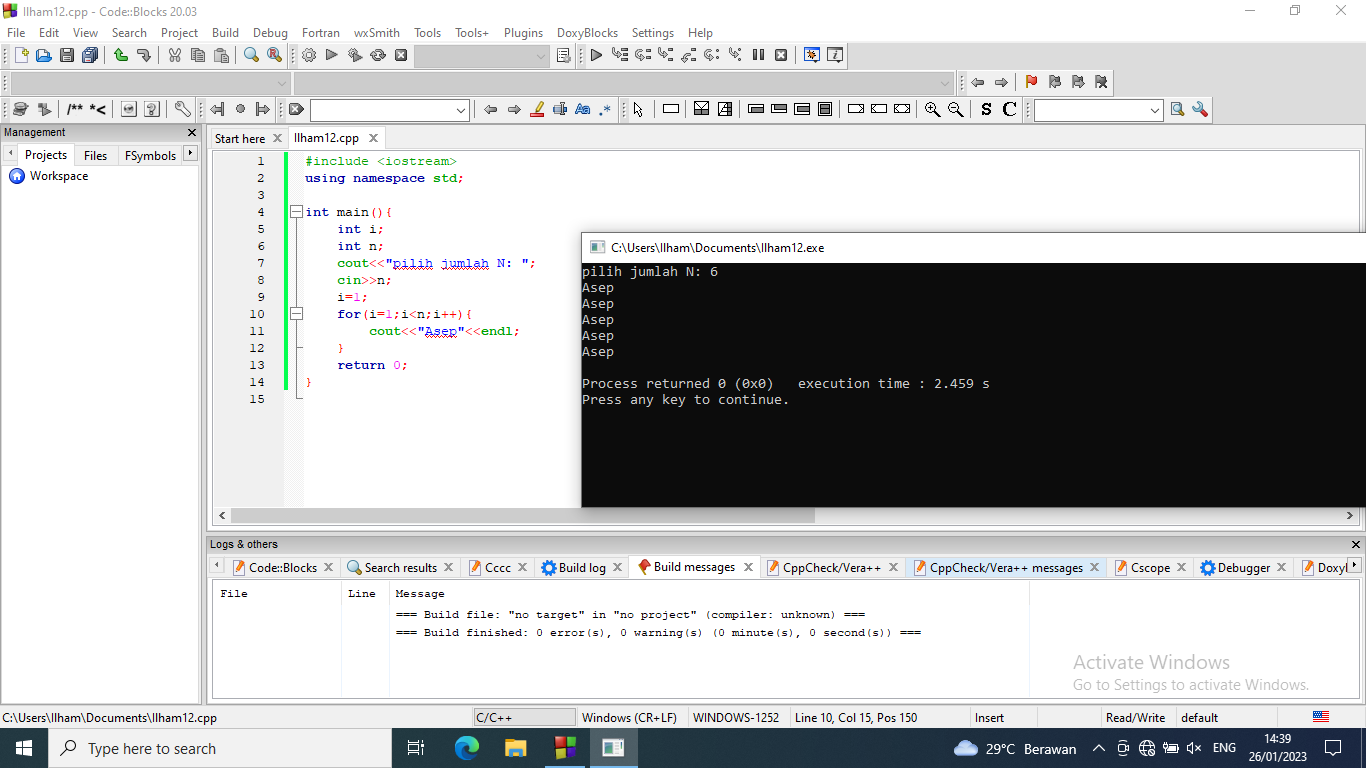 Ilham12.cpp - Code::Blocks 20.03
File Edit View Search Project Build Debug Fortran wxSmith Tools Tools+ Plugins DoxyBlocks Settings Help
/** *< 
Aa .* S C
Management
Projects Files FSymbols
Workspace
Start here Ilham12.cpp
1 #include <iostream>
2 using namespace std;
3
4 int main(){
5 int i;
6 int n;
7 cout<<"pilih jumlah N: ";
8 cin>>n;
9 i=1;
10 for(i=1;i<n;i++){
11 cout<<"Asep"<<endl;
12 }
13 return 0;
14 }
15
C:\Users\Ilham\Documents\Ilham12.exe
pilih jumlah N: 6
Asep
Asep
Asep
Asep
Asep
Process returned 0 (0x0) execution time : 2.459 s
Press any key to continue.
Logs & others
Code::Blocks Search results Cccc Build log Build messages CppCheck/Vera++ CppCheck/Vera++ messages Cscope Debugger Doxyl
File Line Message
=== Build file: "no target" in "no project" (compiler: unknown) ===
=== Build finished: 0 error(s), 0 warning(s) (0 minute(s), 0 second(s)) ===
Activate Windows
Go to Settings to activate Windows.
C:\Users\Ilham\Documents\Ilham12.cpp C/C++ Windows (CR+LF) WINDOWS-1252 Line 10, Col 15, Pos 150 Insert Read/Write default
Type here to search
29°C Berawan ENG
14:39
26/01/2023